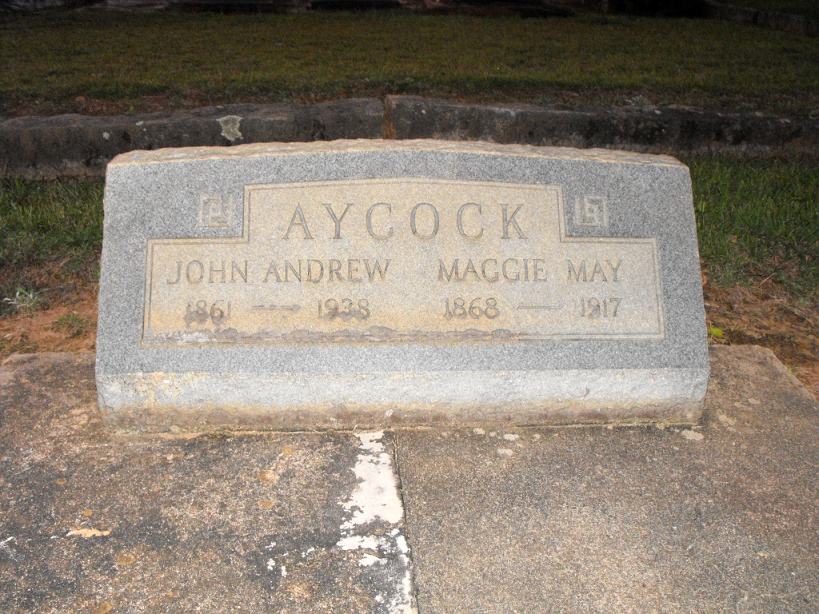 AYCOCK
JOHN ANDREW MAGGIE MAY
1861 — 1938 1868 — 1917